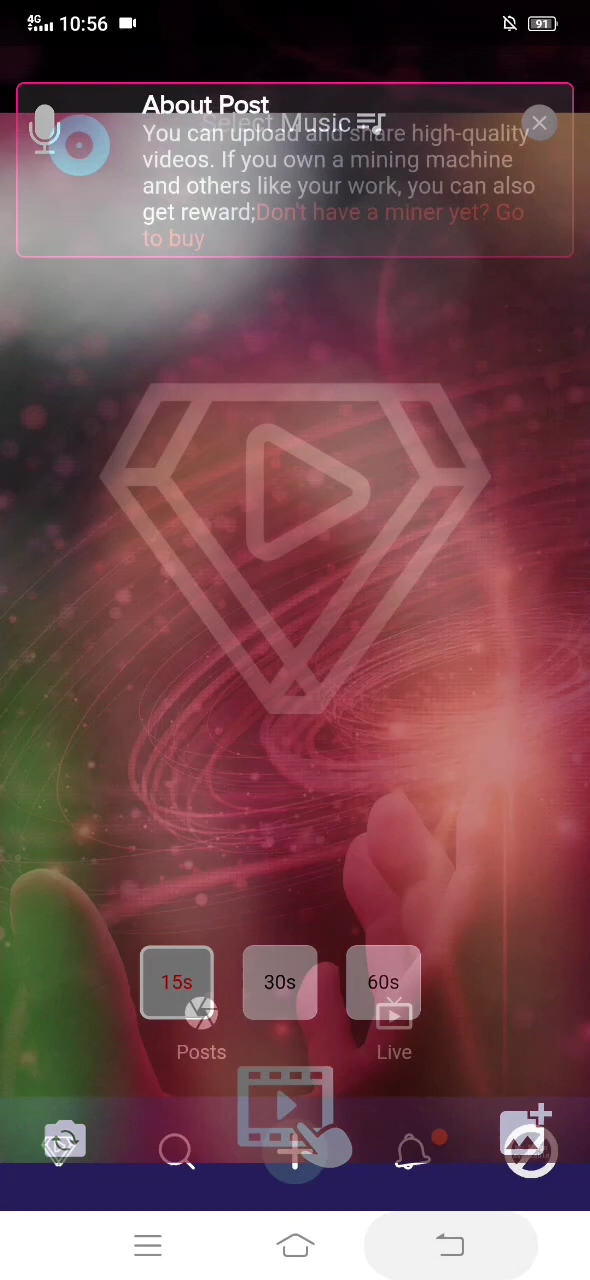 4G 10:56 91
About Post
Select Music
You can upload and share high-quality
videos. If you own a mining machine
and others like your work, you can also
get reward;Don't have a miner yet? Go
to buy
15s 30s 60s
Posts Live